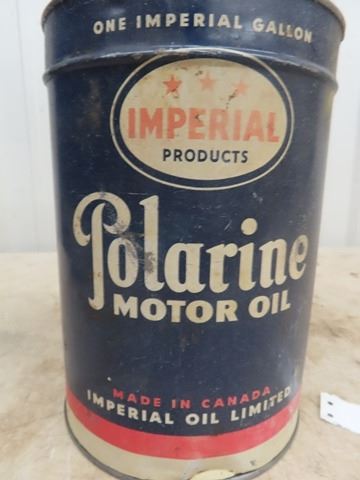 ONE IMPERIAL GALLON
IMPERIAL
PRODUCTS
Polarine
MOTOR OIL
MADE IN CANADA
IMPERIAL OIL LIMITED